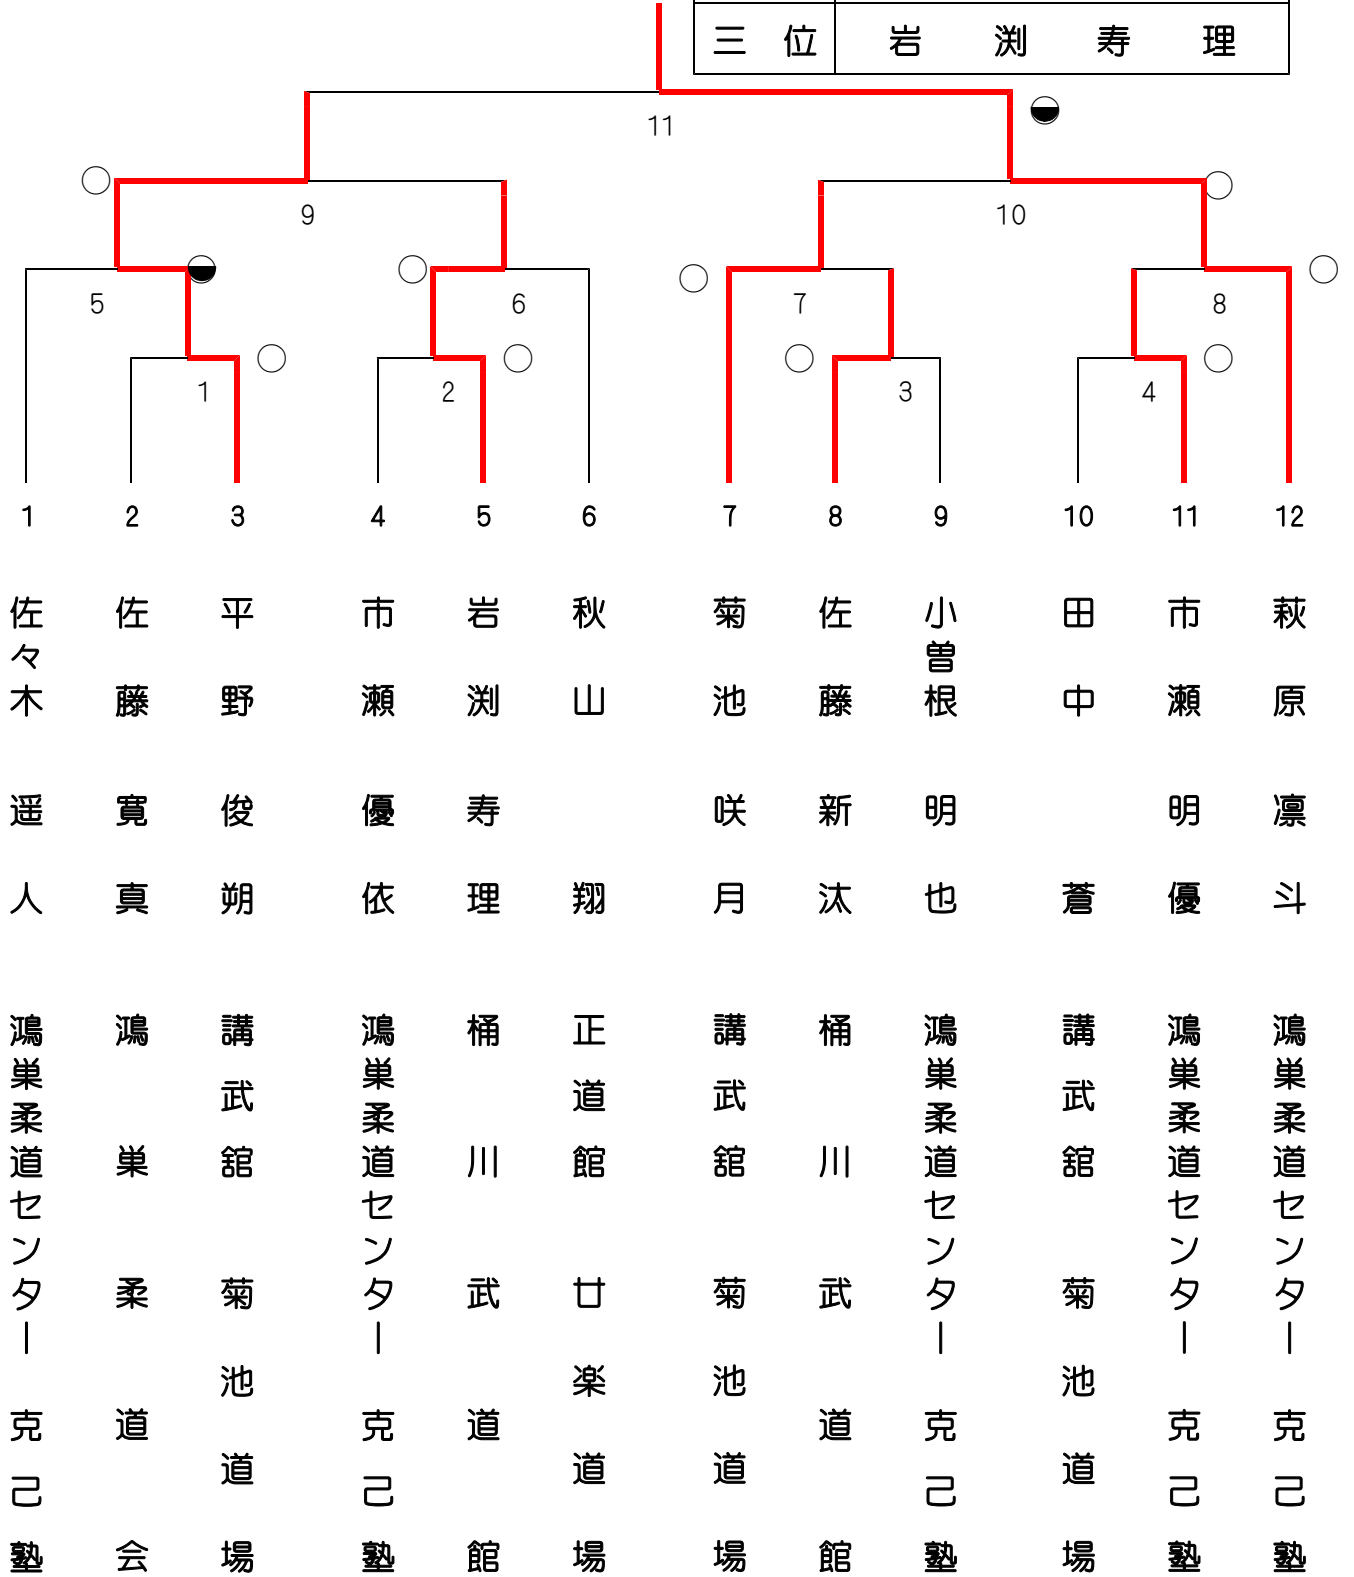 三位 岩渕寿理
11
9 10
5 6 7 8
1 2 3 4
1 2 3 4 5 6 7 8 9 10 11 12
佐々木 遥人 鴻巣柔道センター克己塾
佐藤 寛真 鴻巣柔道会
平野 俊朔 講武舘菊池道場
市瀬 優依 鴻巣柔道センター克己塾
岩渕 寿理 桶川武道館
秋山 翔 正道館廿楽道場
菊池 咲月 講武舘菊池道場
佐藤 新汰 桶川武道館
小曽根 明也 鴻巣柔道センター克己塾
田中 蒼 講武舘菊池道場
市瀬 明優 鴻巣柔道センター克己塾
萩原 凛斗 鴻巣柔道センター克己塾